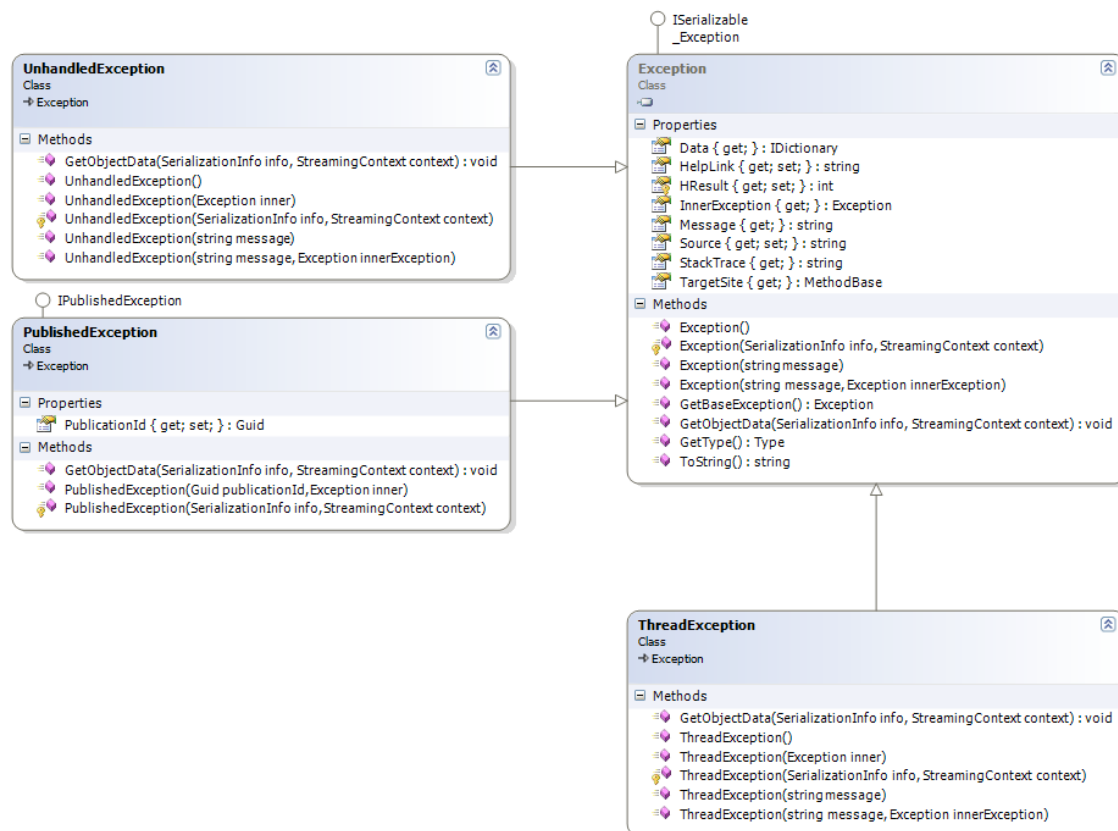 UnhandledException
Class
Exception
Methods
GetObjectData(SerializationInfo info, StreamingContext context) : void
UnhandledException()
UnhandledException(Exception inner)
UnhandledException(SerializationInfo info, StreamingContext context)
UnhandledException(string message)
UnhandledException(string message, Exception innerException)
IPublishedException
PublishedException
Class
Exception
Properties
PublicationId { get; set; } : Guid
Methods
GetObjectData(SerializationInfo info, StreamingContext context) : void
PublishedException(Guid publicationId, Exception inner)
PublishedException(SerializationInfo info, StreamingContext context)
ISerializable
_Exception
Exception
Class
Properties
Data { get; } : IDictionary
HelpLink { get; set; } : string
HResult { get; set; } : int
InnerException { get; } : Exception
Message { get; } : string
Source { get; set; } : string
StackTrace { get; } : string
TargetSite { get; } : MethodBase
Methods
Exception()
Exception(SerializationInfo info, StreamingContext context)
Exception(string message)
Exception(string message, Exception innerException)
GetBaseException() : Exception
GetObjectData(SerializationInfo info, StreamingContext context) : void
GetType() : Type
ToString() : string
ThreadException
Class
Exception
Methods
GetObjectData(SerializationInfo info, StreamingContext context) : void
ThreadException()
ThreadException(Exception inner)
ThreadException(SerializationInfo info, StreamingContext context)
ThreadException(string message)
ThreadException(string message, Exception innerException)